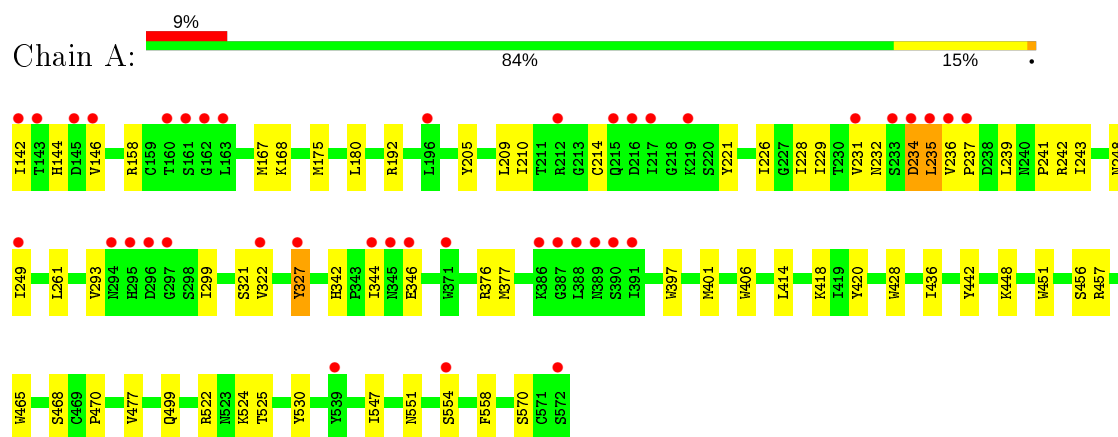 9%
Chain A:
84% 15% •
I142 T143 H144 D145 V146 R158 C159 T160 S161 G162 L163 M167 K168 M175 L180 R192 L196 Y205 L209 I210 T211 R212 G213 C214 Q215 D216 I217 G218 K219 S220 Y221 I226 G227 I228 I229 T230 V231 N232 S233 D234 L235 V236 P237 D238 L239 N240 P241 R242 I243 N248
I249 L261 V293 N294 H295 D296 G297 S298 I299 S321 V322 Y327 H342 P343 I344 N345 E346 W371 R376 M377 K386 G387 L388 N389 S390 I391 W397 M401 W406 L414 K418 I419 Y420 W428 I436 Y442 K448 W451 S456 R457
W465 S468 C469 P470 V477 Q499 R522 N523 K524 T525 Y530 Y539 I547 N551 S554 F558 S570 C571 S572